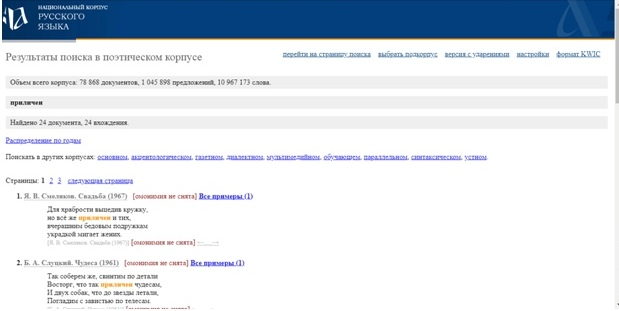 НАЦИОНАЛЬНЫЙ КОРПУС
РУССКОГО
ЯЗЫКА
Результаты поиска в поэтическом корпусе
перейти на страницу поиска выбрать подкорпус версия с ударениями настройки формат KWIC
Объем всего корпуса: 78 868 документов, 1 045 898 предложений, 10 967 173 слова.
приличен
Найдено 24 документа, 24 вхождения.
Распределение по годам
Поискать в других корпусах: основном, акцентологическом, газетном, диалектном, мультимедийном, обучающем, параллельном, синтаксическом, устном.
Страницы: 1 2 3 следующая страница
1. Я. В. Смеляков. Свадьба (1967) [омонимия не снята] Все примеры (1)
Для храбрости выпедив кружку,
но всё же приличен и тих,
вчерашним бедовым подружкам
украдкой мигает жених.
[Я. В. Смеляков. Свадьба (1967)] [омонимия не снята] ←…→
2. Б. А. Слуцкий. Чудеса (1961) [омонимия не снята] Все примеры (1)
Так соберем же, свинтим по детали
Восторг, что так приличен чудесам,
И двух собак, что до звезды летали,
Погладим с завистью по телесам.
[Б. А. Слуцкий. Чудеса (1961)] [омонимия не снята] ←…→